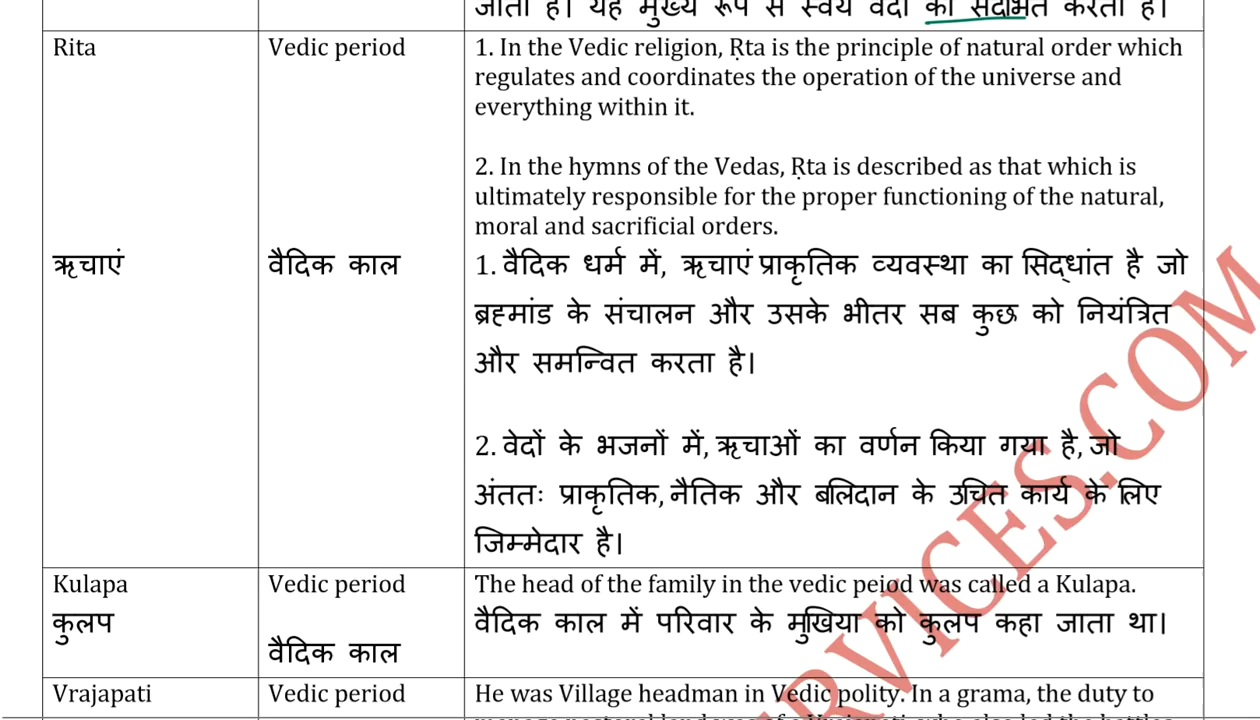 जाता है। यह मुख्य रूप से स्वयं वेदों को संदर्भित करता है।
Rita
Vedic period
1. In the Vedic religion, Ṛta is the principle of natural order which
regulates and coordinates the operation of the universe and
everything within it.
2. In the hymns of the Vedas, Ṛta is described as that which is
ultimately responsible for the proper functioning of the natural,
moral and sacrificial orders.
ऋचाएं
वैदिक काल
1. वैदिक धर्म में, ऋचाएं प्राकृतिक व्यवस्था का सिद्धांत है जो
ब्रह्मांड के संचालन और उसके भीतर सब कुछ को नियंत्रित
और समन्वित करता है।
2. वेदों के भजनों में, ऋचाओं का वर्णन किया गया है, जो
अंततः प्राकृतिक, नैतिक और बलिदान के उचित कार्य के लिए
जिम्मेदार है।
Kulapa
Vedic period
The head of the family in the vedic peiod was called a Kulapa.
कुलप
वैदिक काल
वैदिक काल में परिवार के मुखिया को कुलप कहा जाता था।
Vrajapati
Vedic period
He was Village headman in Vedic polity. In a grama, the duty to
RVICES.COM